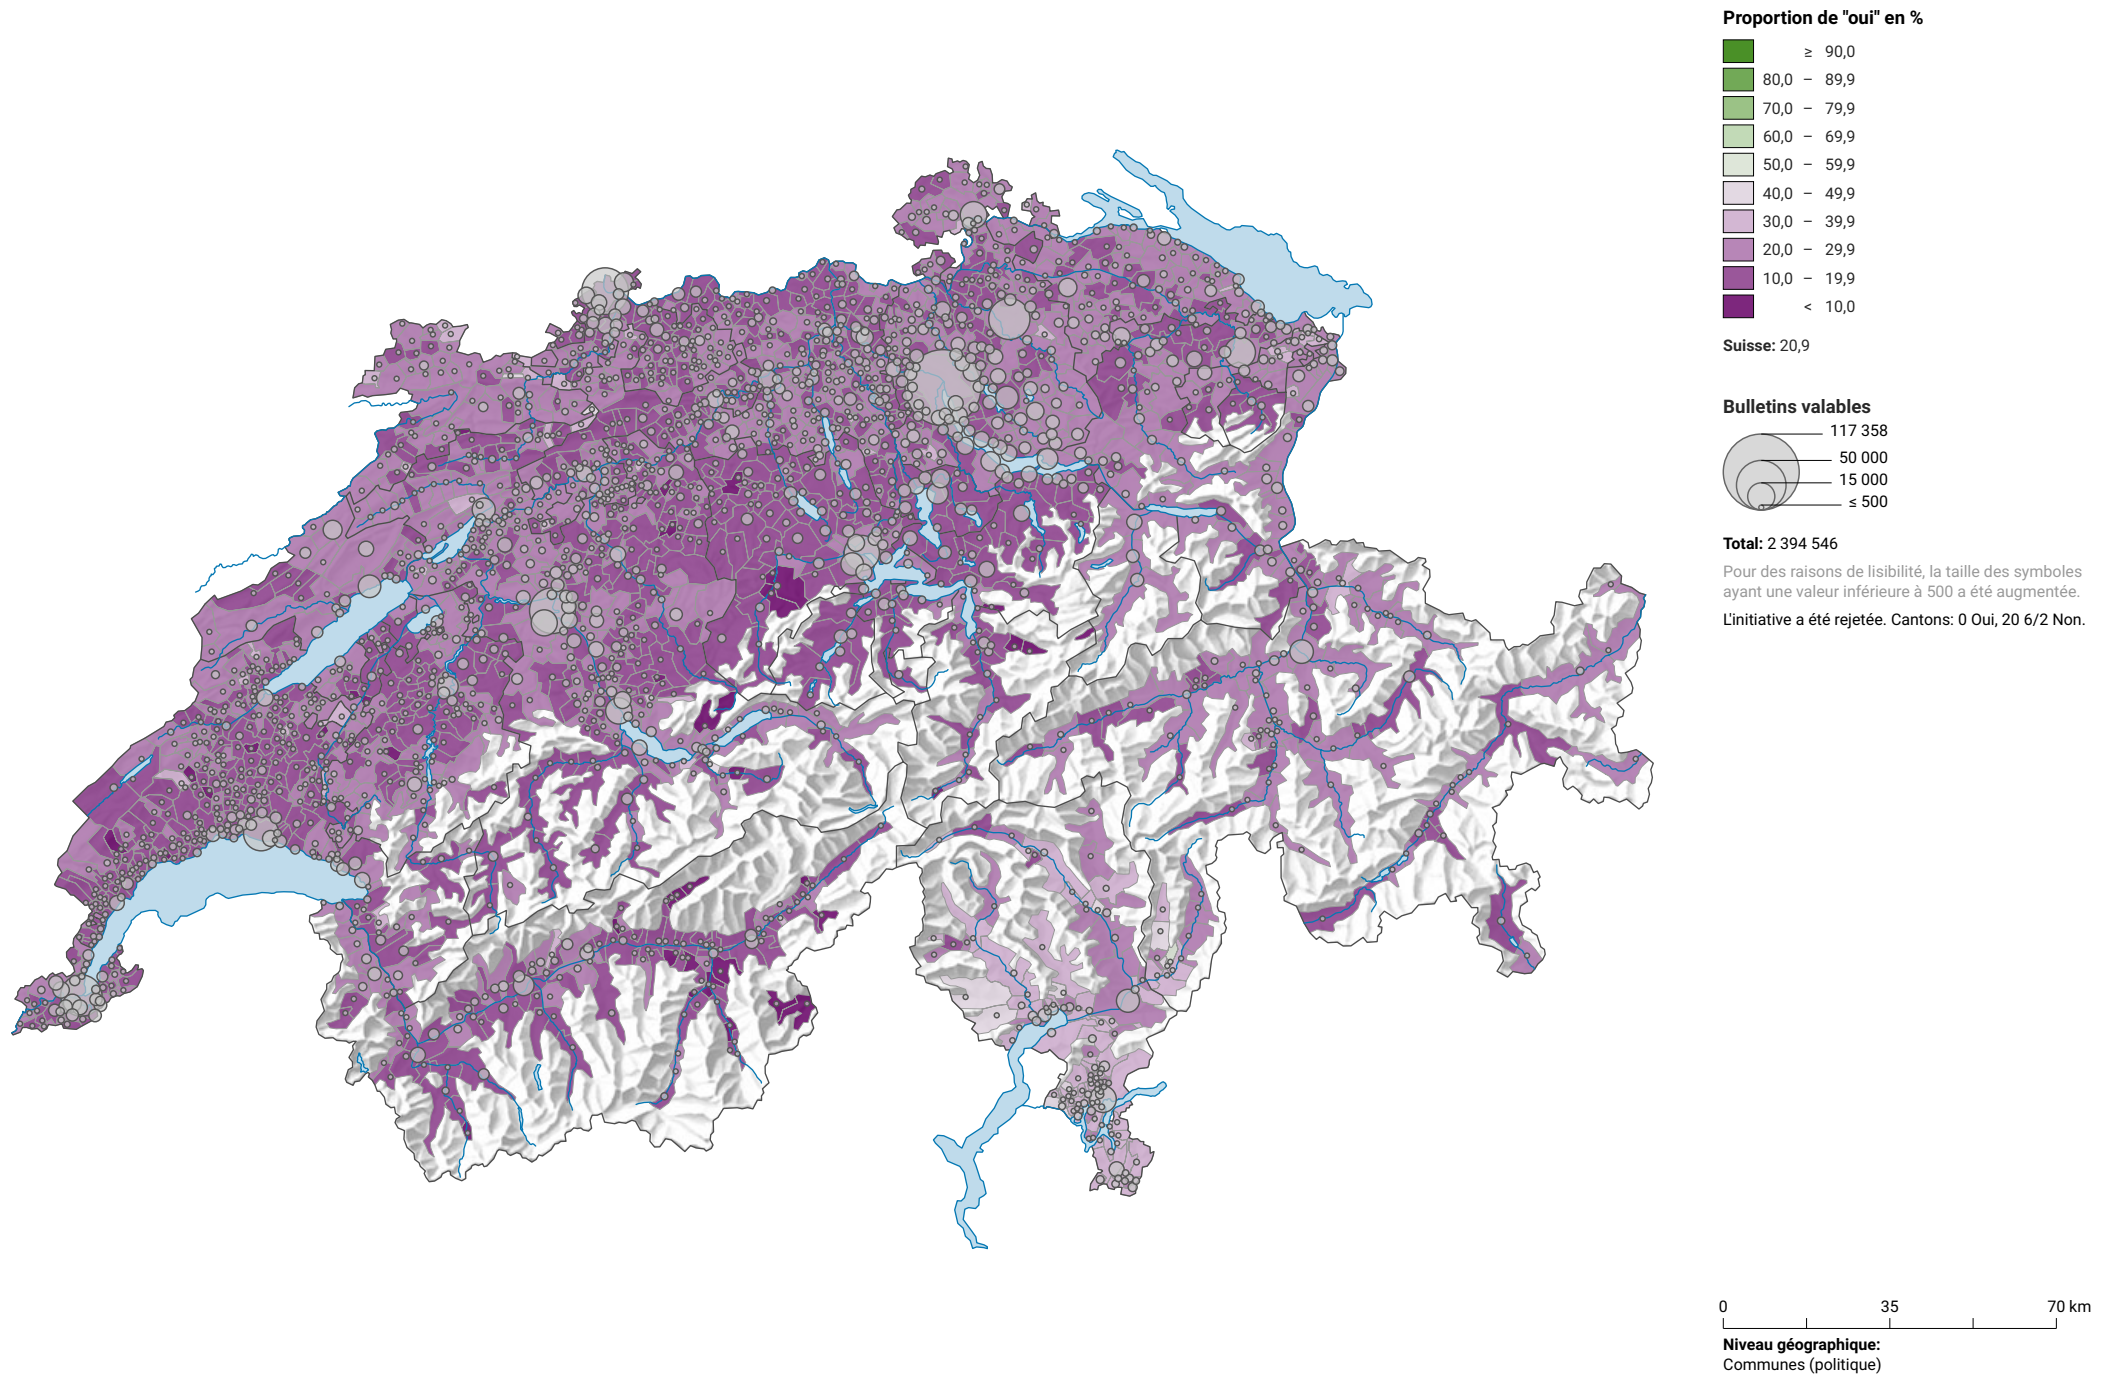 Proportion de "oui" en %
≥ 90,0
80,0 – 89,9
70,0 – 79,9
60,0 – 69,9
50,0 – 59,9
40,0 – 49,9
30,0 – 39,9
20,0 – 29,9
10,0 – 19,9
< 10,0
Suisse: 20,9
Bulletins valables
117 358
50 000
15 000
≤ 500
Total: 2 394 546
Pour des raisons de lisibilité, la taille des symboles
ayant une valeur inférieure à 500 a été augmentée.
L'initiative a été rejetée. Cantons: 0 Oui, 20 6/2 Non.
0 35 70 km
Niveau géographique:
Communes (politique)